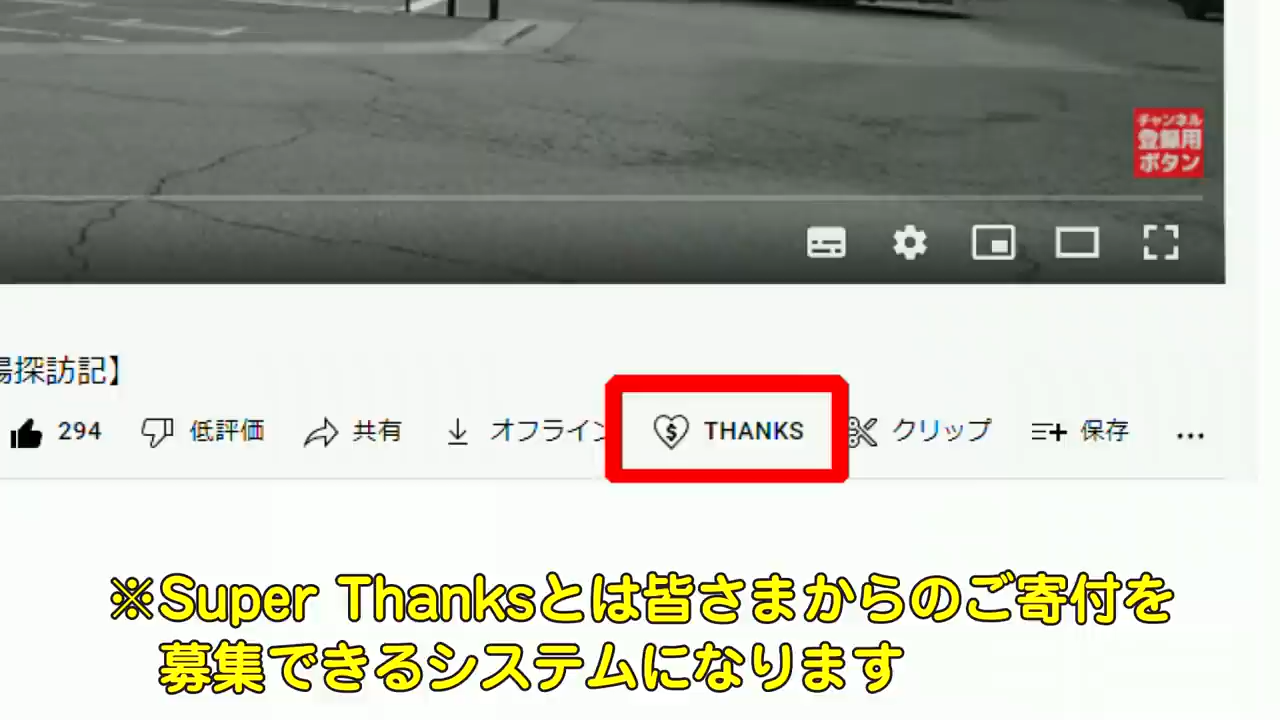 チャンネル
登録用
ボタン
場探訪記】
294 低評価 共有 オフライン THANKS クリップ 保存 ...
※Super Thanksとは皆さまからのご寄付を
募集できるシステムになります